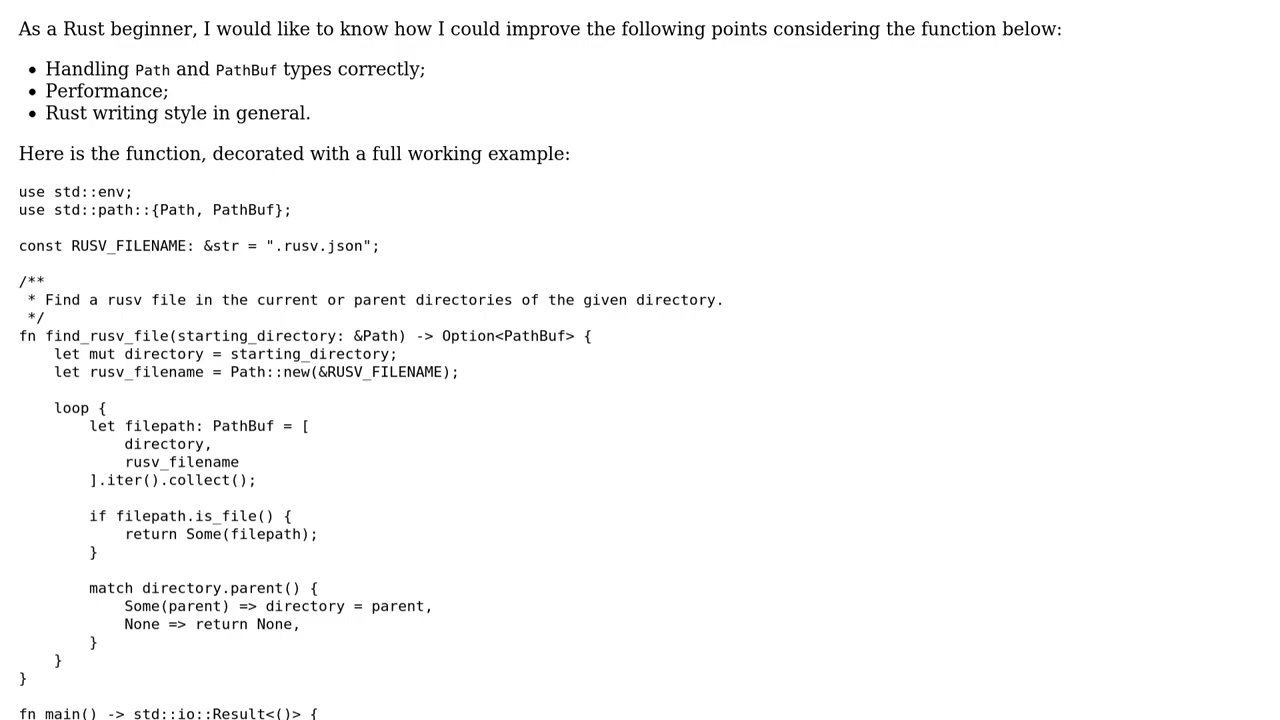 As a Rust beginner, I would like to know how I could improve the following points considering the function below:
• Handling Path and PathBuf types correctly;
• Performance;
• Rust writing style in general.
Here is the function, decorated with a full working example:
use std::env;
use std::path::{Path, PathBuf};
const RUSV_FILENAME: &str = ".rusv.json";
/**
 * Find a rusv file in the current or parent directories of the given directory.
 */
fn find_rusv_file(starting_directory: &Path) -> Option<PathBuf> {
    let mut directory = starting_directory;
    let rusv_filename = Path::new(&RUSV_FILENAME);
    loop {
        let filepath: PathBuf = [
            directory,
            rusv_filename
        ].iter().collect();
        if filepath.is_file() {
            return Some(filepath);
        }
        match directory.parent() {
            Some(parent) => directory = parent,
            None => return None,
        }
    }
}
fn main() -> std::io::Result<()> {